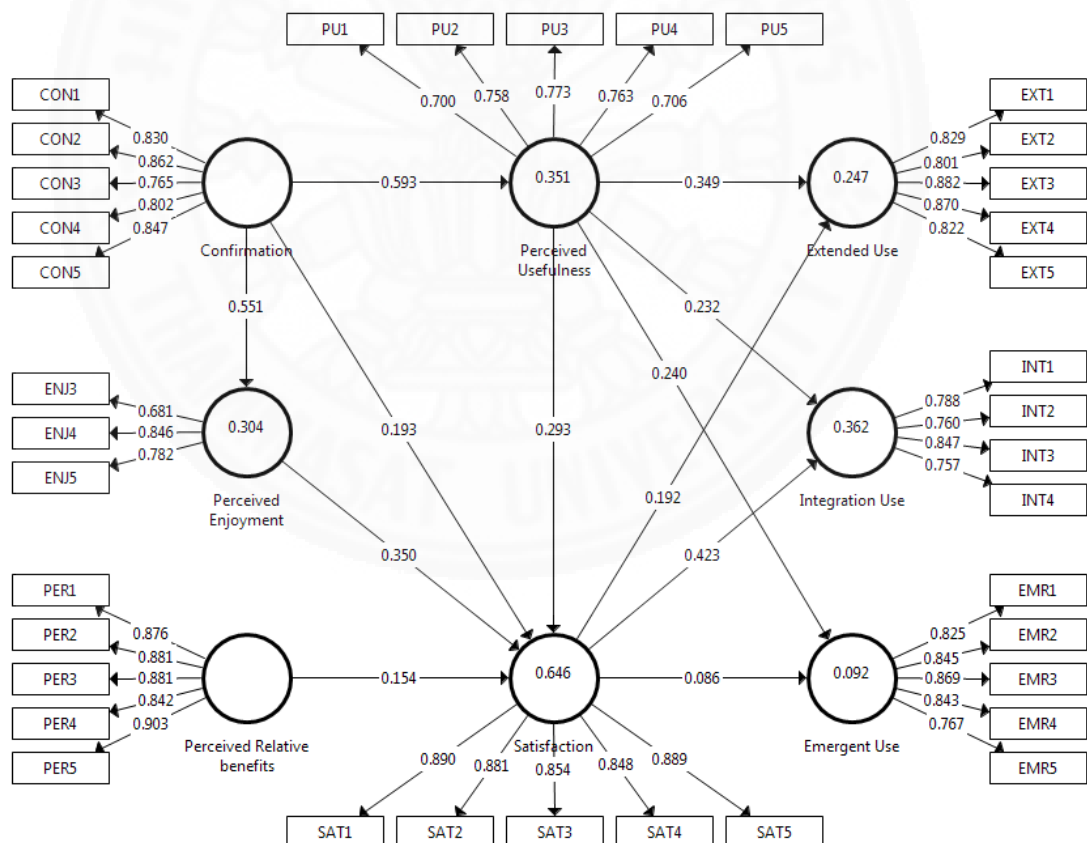 PU1 PU2 PU3 PU4 PU5
0.700 0.758 0.773 0.763 0.706
CON1
CON2
CON3
CON4
CON5
0.830
0.862
0.765
0.802
0.847
Confirmation
0.593
0.351
Perceived
Usefulness
0.349
0.247
Extended Use
0.829
0.801
0.882
0.870
0.822
EXT1
EXT2
EXT3
EXT4
EXT5
0.551
0.193
0.293
0.232
0.240
0.192
ENJ3
ENJ4
ENJ5
0.681
0.846
0.782
0.304
Perceived
Enjoyment
0.350
0.423
0.362
Integration Use
0.788
0.760
0.847
0.757
INT1
INT2
INT3
INT4
PER1
PER2
PER3
PER4
PER5
0.876
0.881
0.881
0.842
0.903
Perceived Relative
benefits
0.154
0.646
Satisfaction
0.086
0.092
Emergent Use
0.825
0.845
0.869
0.843
0.767
EMR1
EMR2
EMR3
EMR4
EMR5
0.890 0.881 0.854 0.848 0.889
SAT1 SAT2 SAT3 SAT4 SAT5